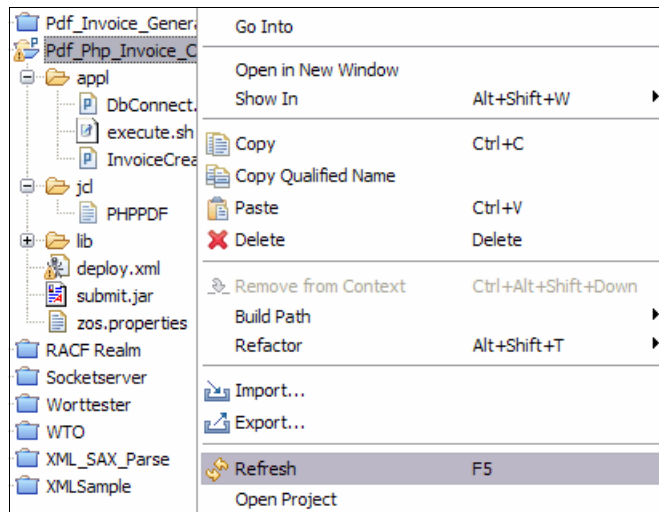 Pdf_Invoice_Genera
Pdf_Php_Invoice_C
appl
DbConnect.
execute.sh
InvoiceCrea
jcl
PHPPDF
lib
deploy.xml
submit.jar
zos.properties
RACF Realm
Socketserver
Worttester
WTO
XML_SAX_Parse
XMLSample
Go Into
Open in New Window
Show In Alt+Shift+W
Copy Ctrl+C
Copy Qualified Name
Paste Ctrl+V
Delete Delete
Remove from Context Ctrl+Alt+Shift+Down
Build Path
Refactor Alt+Shift+T
Import...
Export...
Refresh F5
Open Project